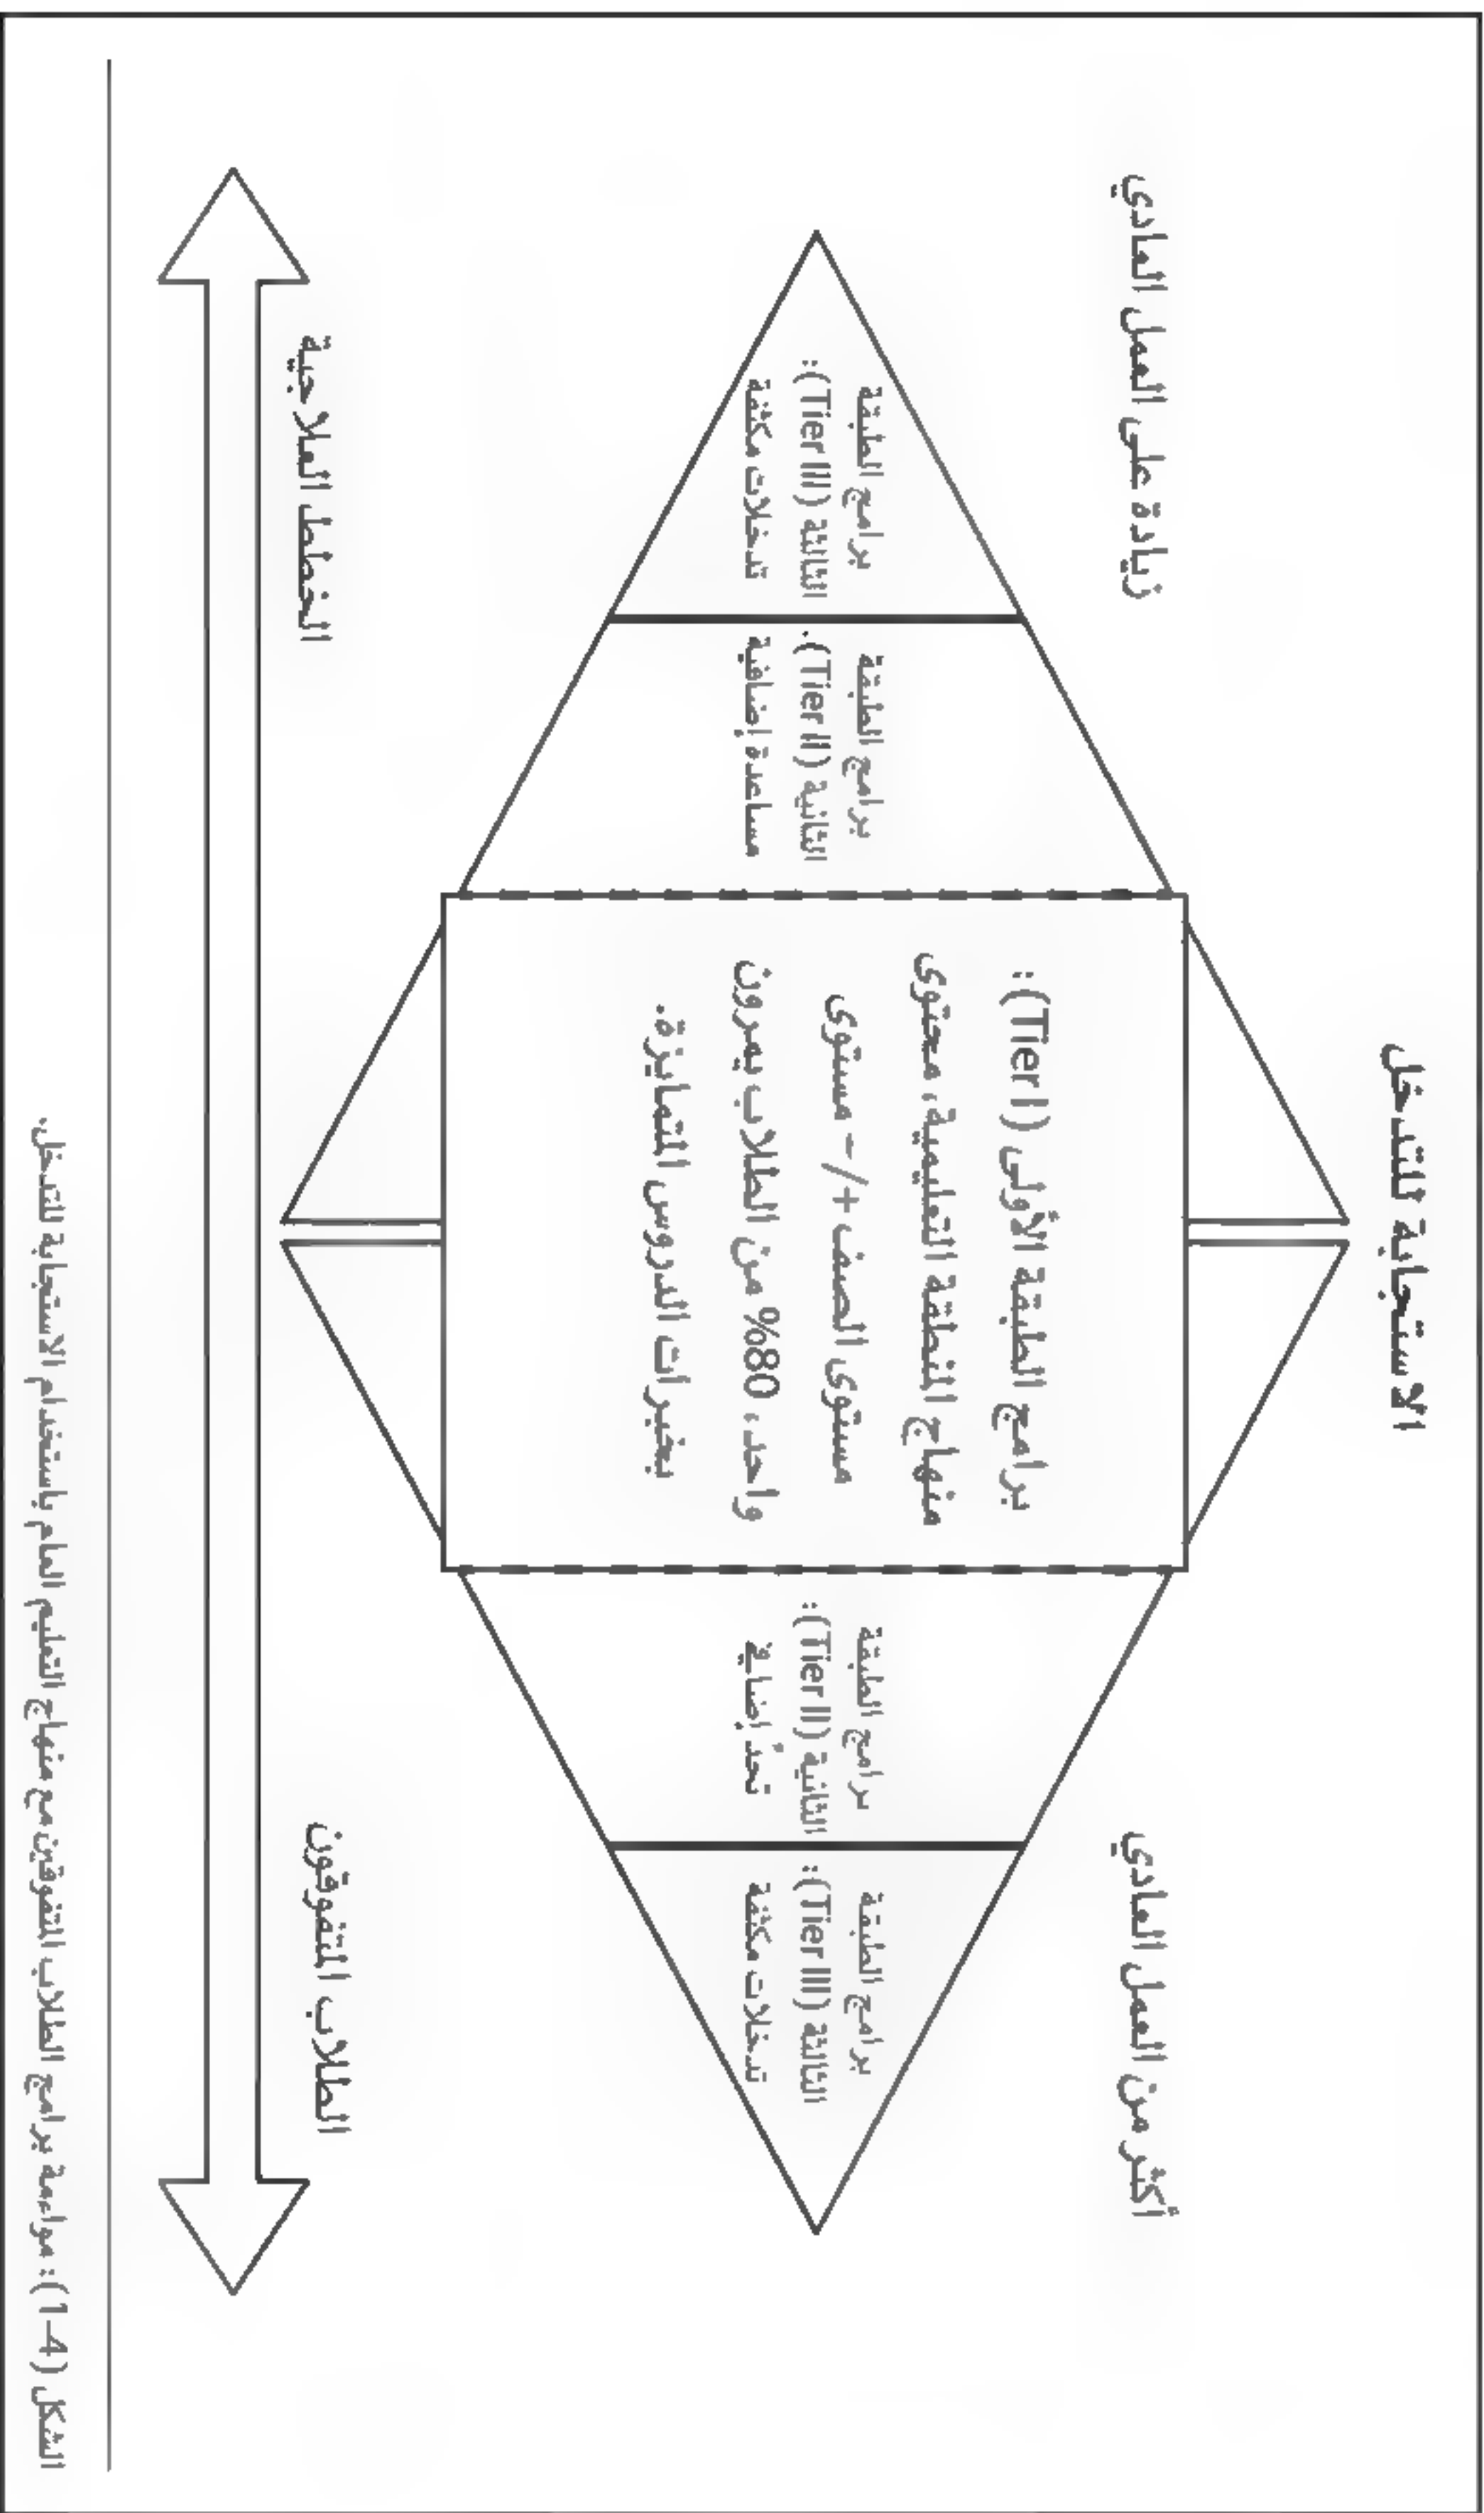 الاستجابة للتدخل
أكثر من العمل العادي
زيادة على العمل العادي
برامج الطبقة
الثالثة (Tier III):
تدخلات مكثفة
برامج الطبقة
الثانية (Tier II):
تحدٍّ إضافيّ
برامج الطبقة الأولى (Tier I):
منهاج المنطقة التعليمية، محتوى
مستوى الصف +/- مستوى
واحد، 80% من الطلاب يمرون
بخبرات الدروس المتمايزة.
برامج الطبقة
الثانية (Tier II):
مساعدة إضافية
برامج الطبقة
الثالثة (Tier III):
تدخلات مكثفة
الطلاب المتفوقون
الخطط العلاجية
الشكل (4-1): مواءمة برامج الطلاب المتفوقين مع منهاج التعليم العام باستخدام الاستجابة للتدخل.